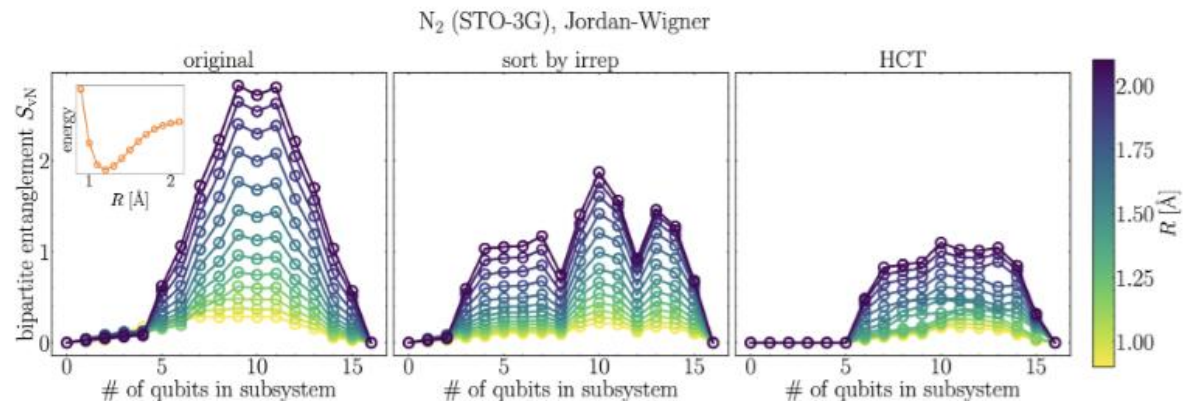 N₂ (STO-3G), Jordan-Wigner
original
sort by irrep
HCT
bipartite entanglement S_vN
2
1
0
energy
1 2
R [Å]
0 5 10 15
# of qubits in subsystem
0 5 10 15
# of qubits in subsystem
0 5 10 15
# of qubits in subsystem
2.00
1.75
1.50
1.25
1.00
R [Å]